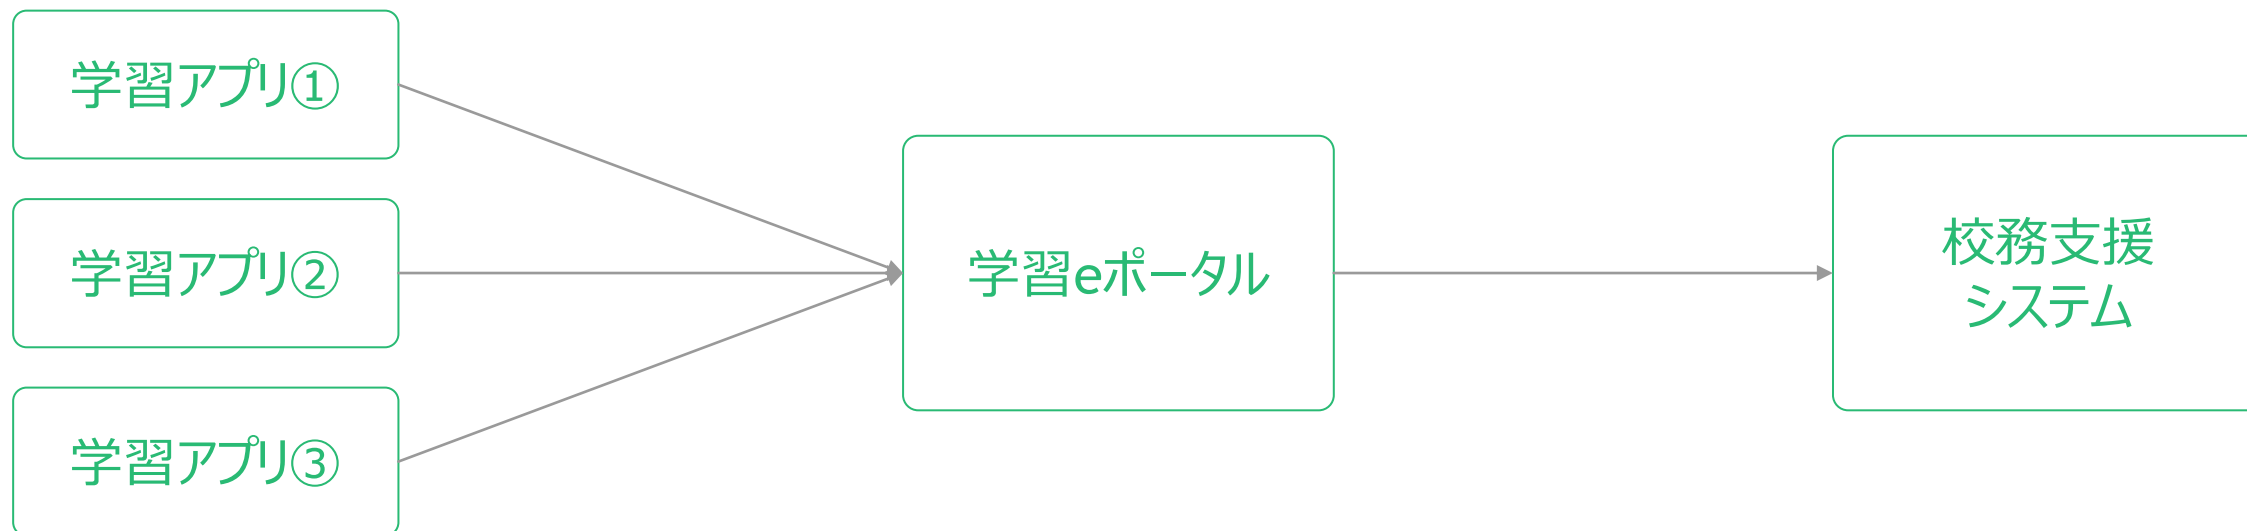 学習アプリ①
学習アプリ②
学習アプリ③
学習eポータル
校務支援
システム